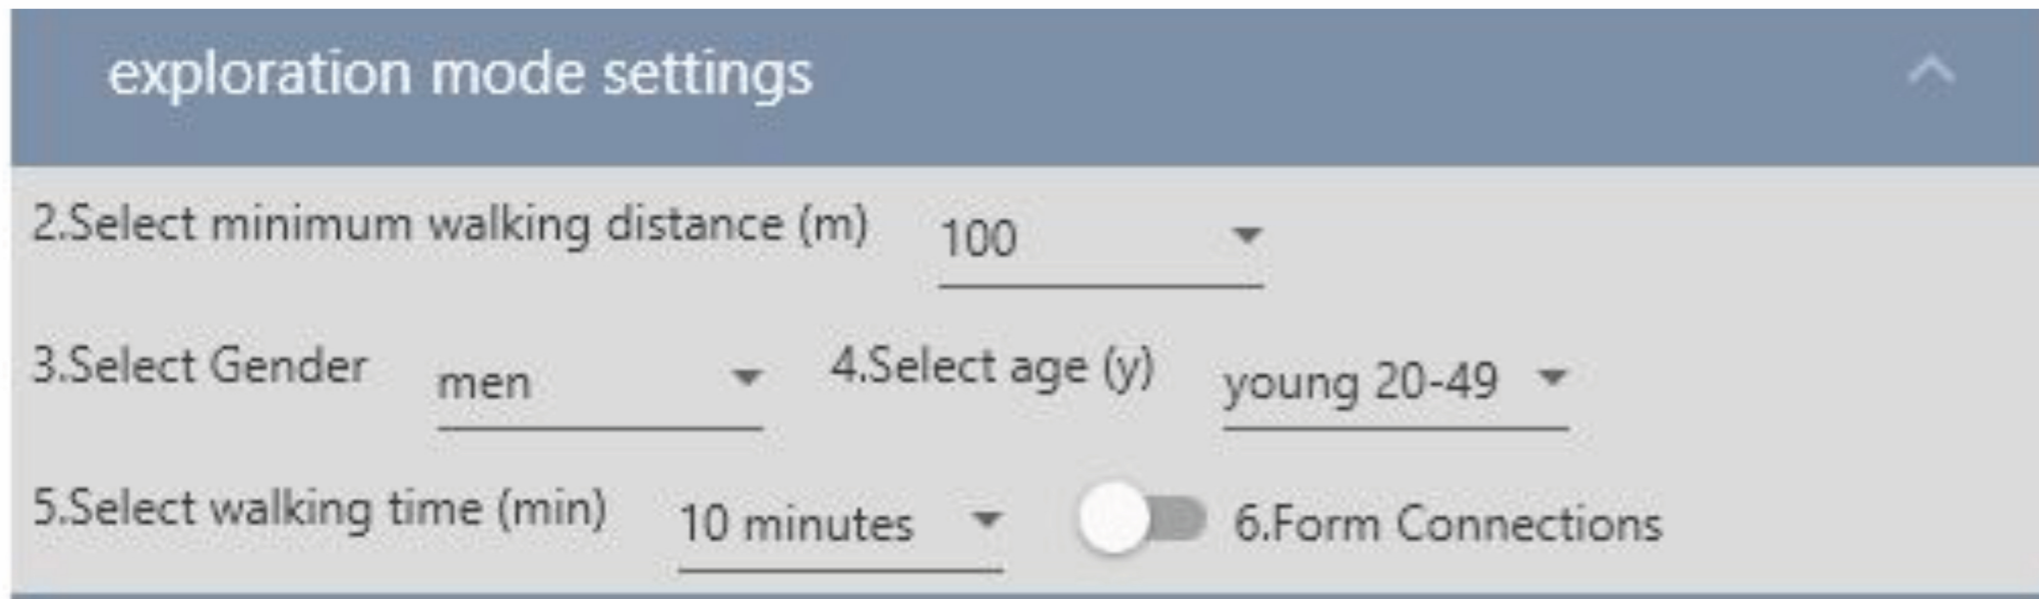 exploration mode settings
2.Select minimum walking distance (m) 100
3.Select Gender men 4.Select age (y) young 20-49
5.Select walking time (min) 10 minutes 6.Form Connections